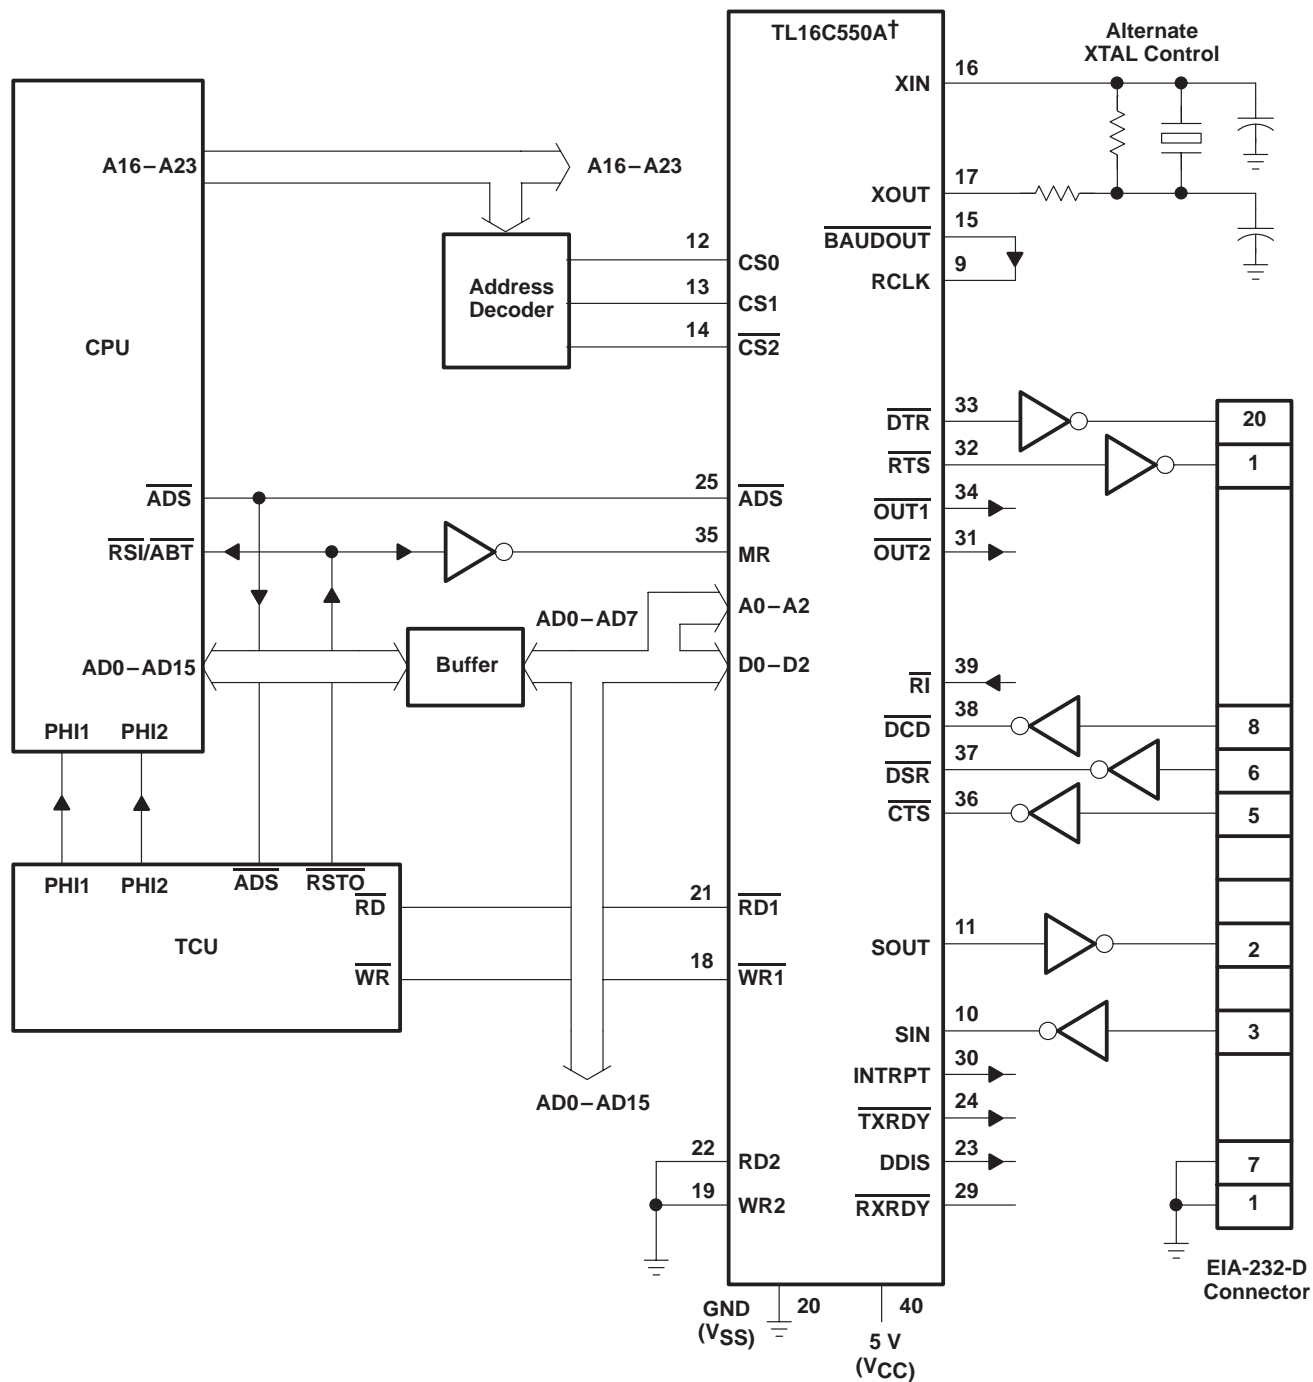 TL16C550A†
Alternate
XTAL Control
XIN 16
A16–A23
A16–A23
XOUT 17
BAUDOUT 15
RCLK 9
12 CS0
13 CS1
14 CS2
Address
Decoder
CPU
DTR 33
20
RTS 32
1
ADS
25 ADS
OUT1 34
RSI/ABT
35 MR
OUT2 31
A0–A2
AD0–AD7
AD0–AD15
Buffer
D0–D2
RI 39
PHI1 PHI2
DCD 38
8
DSR 37
6
CTS 36
5
PHI1 PHI2 ADS RSTO
RD
21 RD1
TCU
SOUT 11
2
WR
18 WR1
SIN 10
3
INTRPT 30
AD0–AD15
TXRDY 24
22 RD2
DDIS 23
7
19 WR2
RXRDY 29
1
EIA-232-D
Connector
GND
(VSS)
20
40
5 V
(VCC)